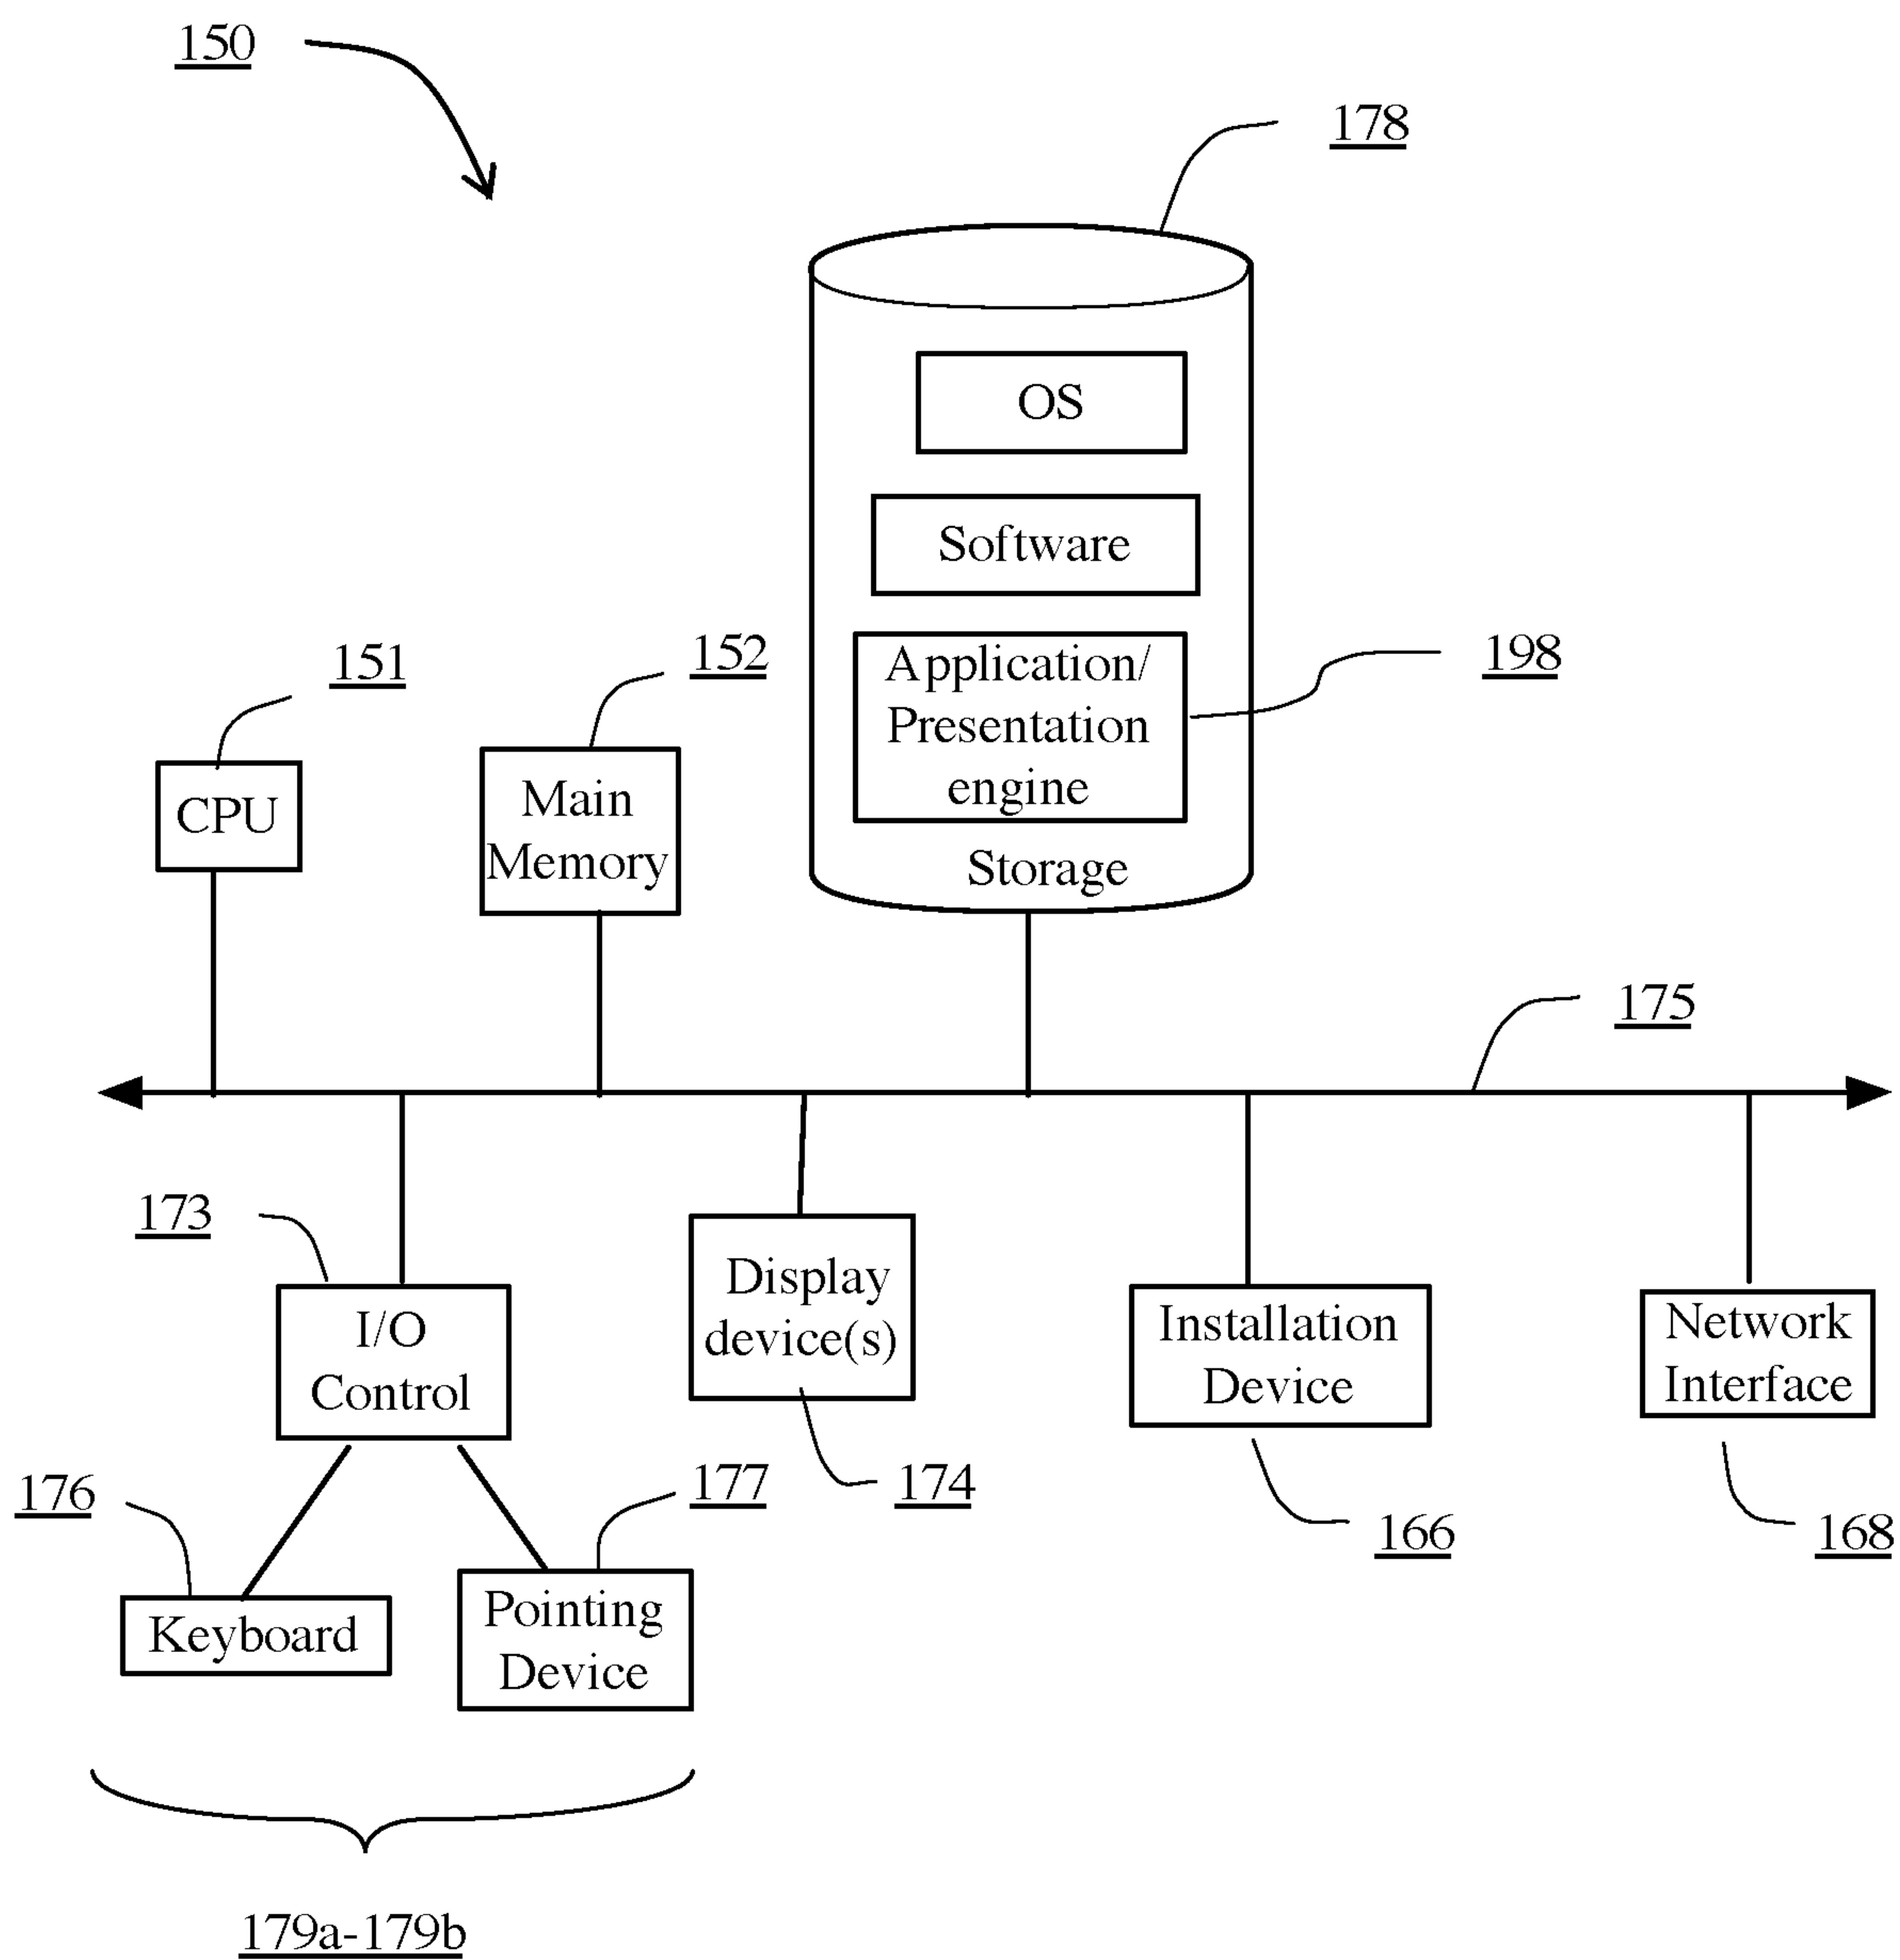 150
178
OS
Software
151
152
Application/
Presentation
engine
198
CPU
Main
Memory
Storage
175
173
I/O
Control
Display
device(s)
Installation
Device
Network
Interface
176
177
174
166
168
Keyboard
Pointing
Device
179a-179b